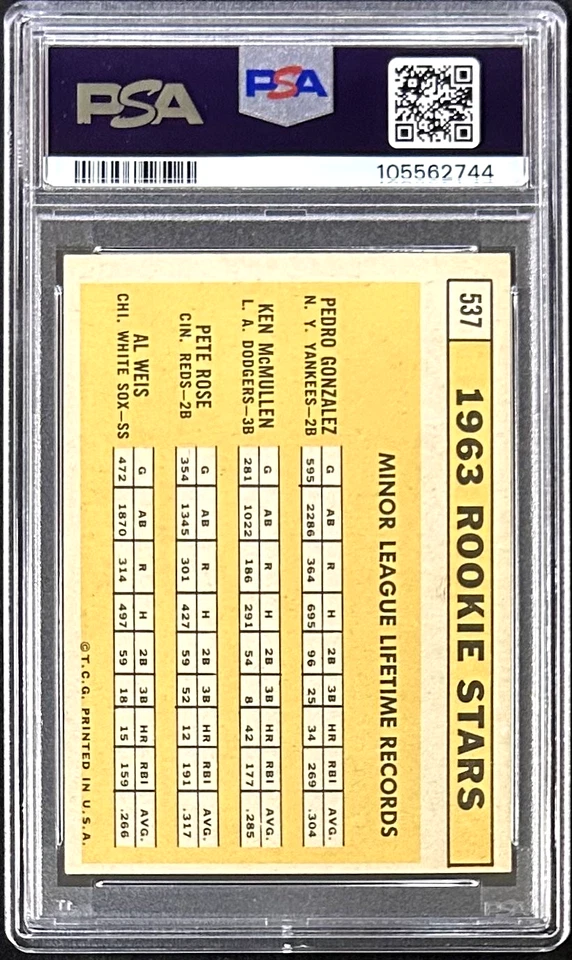 PSA
PSA
105562744
537
1963 ROOKIE STARS
MINOR LEAGUE LIFETIME RECORDS
G AB R H 2B 3B HR RBI AVG.
PEDRO GONZALEZ
N. Y. YANKEES—2B 595 2286 364 695 96 25 34 269 .304
G AB R H 2B 3B HR RBI AVG.
KEN McMULLEN
L. A. DODGERS—3B 281 1022 186 291 54 8 42 177 .285
G AB R H 2B 3B HR RBI AVG.
PETE ROSE
CIN. REDS—2B 354 1345 301 427 59 52 12 191 .317
G AB R H 2B 3B HR RBI AVG.
AL WEIS
CHI. WHITE SOX—SS 472 1870 314 497 59 18 15 159 .266
© T.C.G. PRINTED IN U.S.A.
PSA